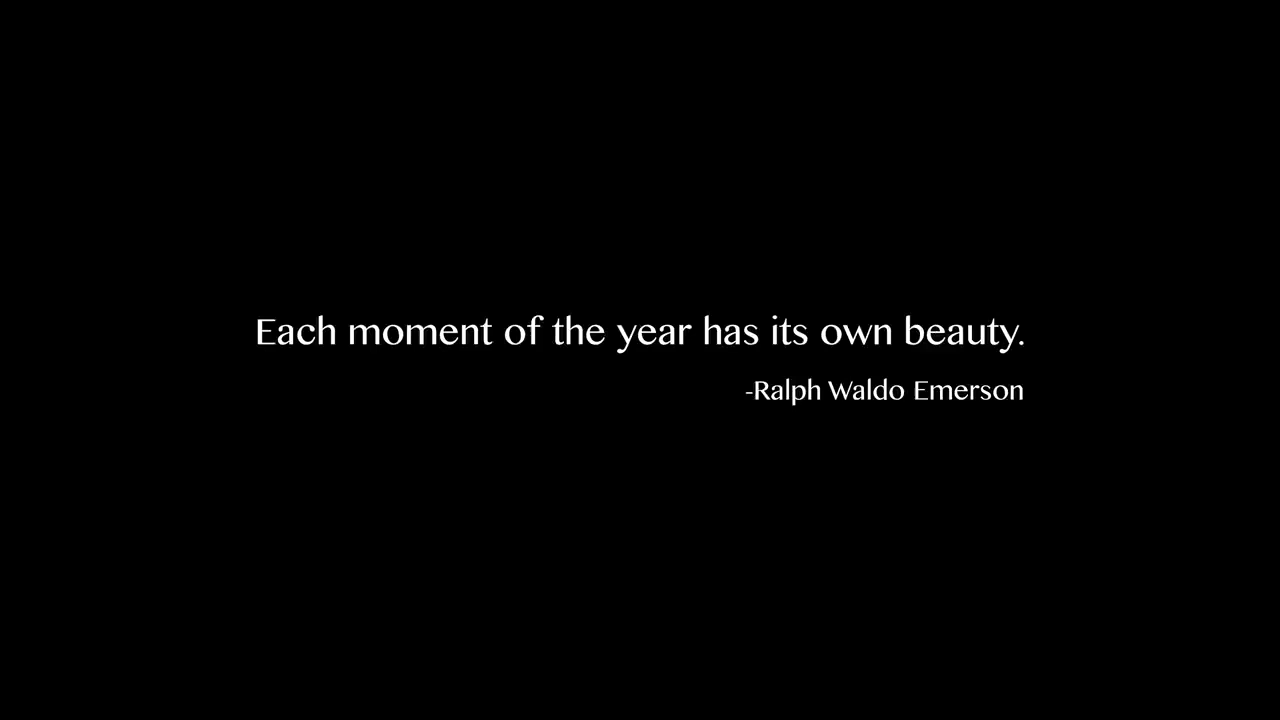 Each moment of the year has its own beauty.
-Ralph Waldo Emerson